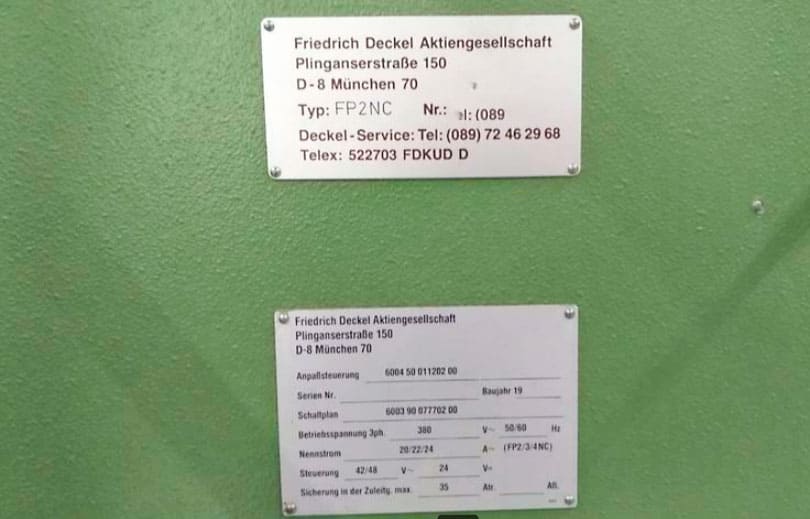 Friedrich Deckel Aktiengesellschaft
Plinganserstraße 150
D-8 München 70
Typ: FP2NC Nr.: el: (089
Deckel-Service: Tel: (089) 72 46 29 68
Telex: 522703 FDKUD D
Friedrich Deckel Aktiengesellschaft
Plinganserstraße 150
D-8 München 70
Anpaßsteuerung 6004 50 011202 00
Serien Nr. Baujahr 19
Schaltplan 6003 90 077702 00
Betriebsspannung 3ph. 380 V~ 50/60 Hz
Nennstrom 20/22/24 A~ (FP2/3/4NC)
Steuerung 42/48 V~ 24 V=
Sicherung in der Zuleitg. max. 35 Atr. Afl.